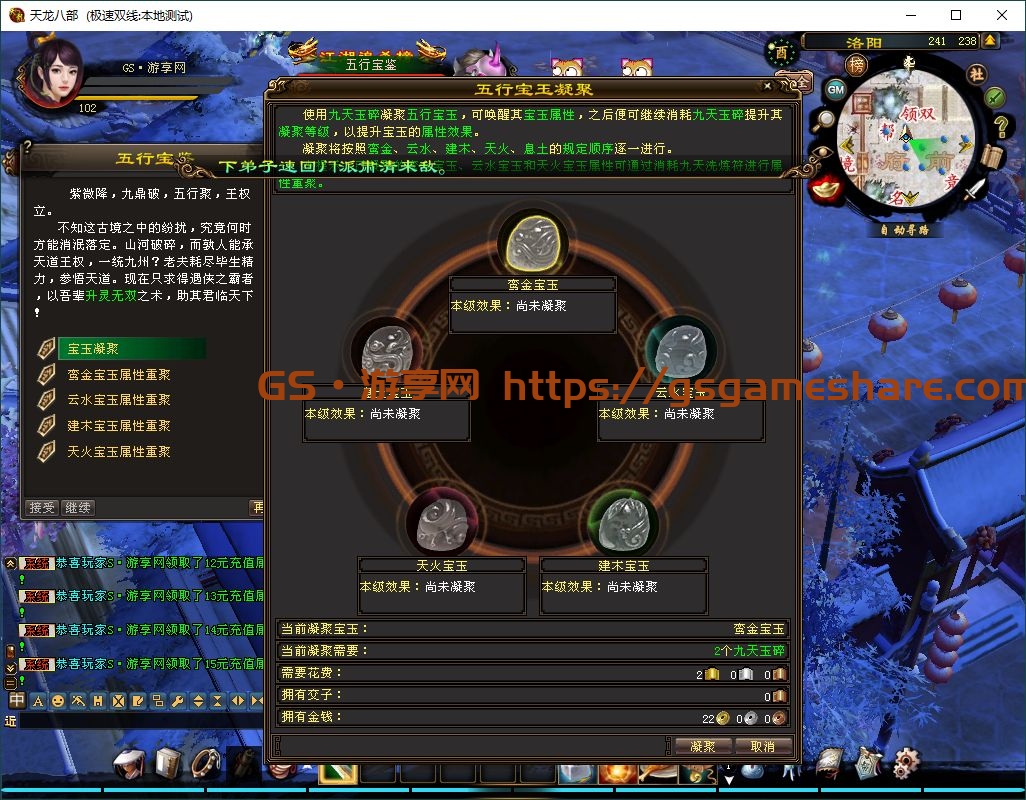 天龙八部 (极速双线:本地测试)
GS·游享网
102
五行宝鉴
酉
洛阳
241 238
榜
社
GM
全
领双
自动寻路
五行宝玉凝聚
使用九天玉碎凝聚五行宝玉，可唤醒其宝玉属性，之后便可继续消耗九天玉碎提升其
凝聚等级，以提升宝玉的属性效果。
凝聚将按照鸾金、云水、建木、天火、息土的规定顺序逐一进行。
云水宝玉和天火宝玉属性可通过消耗九天洗炼符进行属
性重聚。
五行宝鉴
下弟子速回门派肃清来敌。
紫微降，九鼎破，五行聚，王权
立。
不知这古境之中的纷扰，究竟何时
方能消泯落定。山河破碎，而孰人能承
天道王权，一统九州？老夫耗尽毕生精
力，参悟天道。现在只求得遇侠之霸者
，以吾辈升灵无双之术，助其君临天下
！
宝玉凝聚
鸾金宝玉属性重聚
云水宝玉属性重聚
建木宝玉属性重聚
天火宝玉属性重聚
接受
继续
再
鸾金宝玉
本级效果：尚未凝聚
GS·游享网 https://gsgameshare.com
云水宝玉
本级效果：尚未凝聚
本级效果：尚未凝聚
天火宝玉
本级效果：尚未凝聚
建木宝玉
本级效果：尚未凝聚
系统 恭喜玩家S·游享网领取了12元充值
！
系统 恭喜玩家S·游享网领取了13元充值
！
系统 恭喜玩家S·游享网领取了14元充值
！
系统 恭喜玩家S·游享网领取了15元充值
！
当前凝聚宝玉： 鸾金宝玉
当前凝聚需要： 2个九天玉碎
需要花费： 2 0 0
拥有交子： 0
拥有金钱： 22 0 0
凝聚
取消
中
近